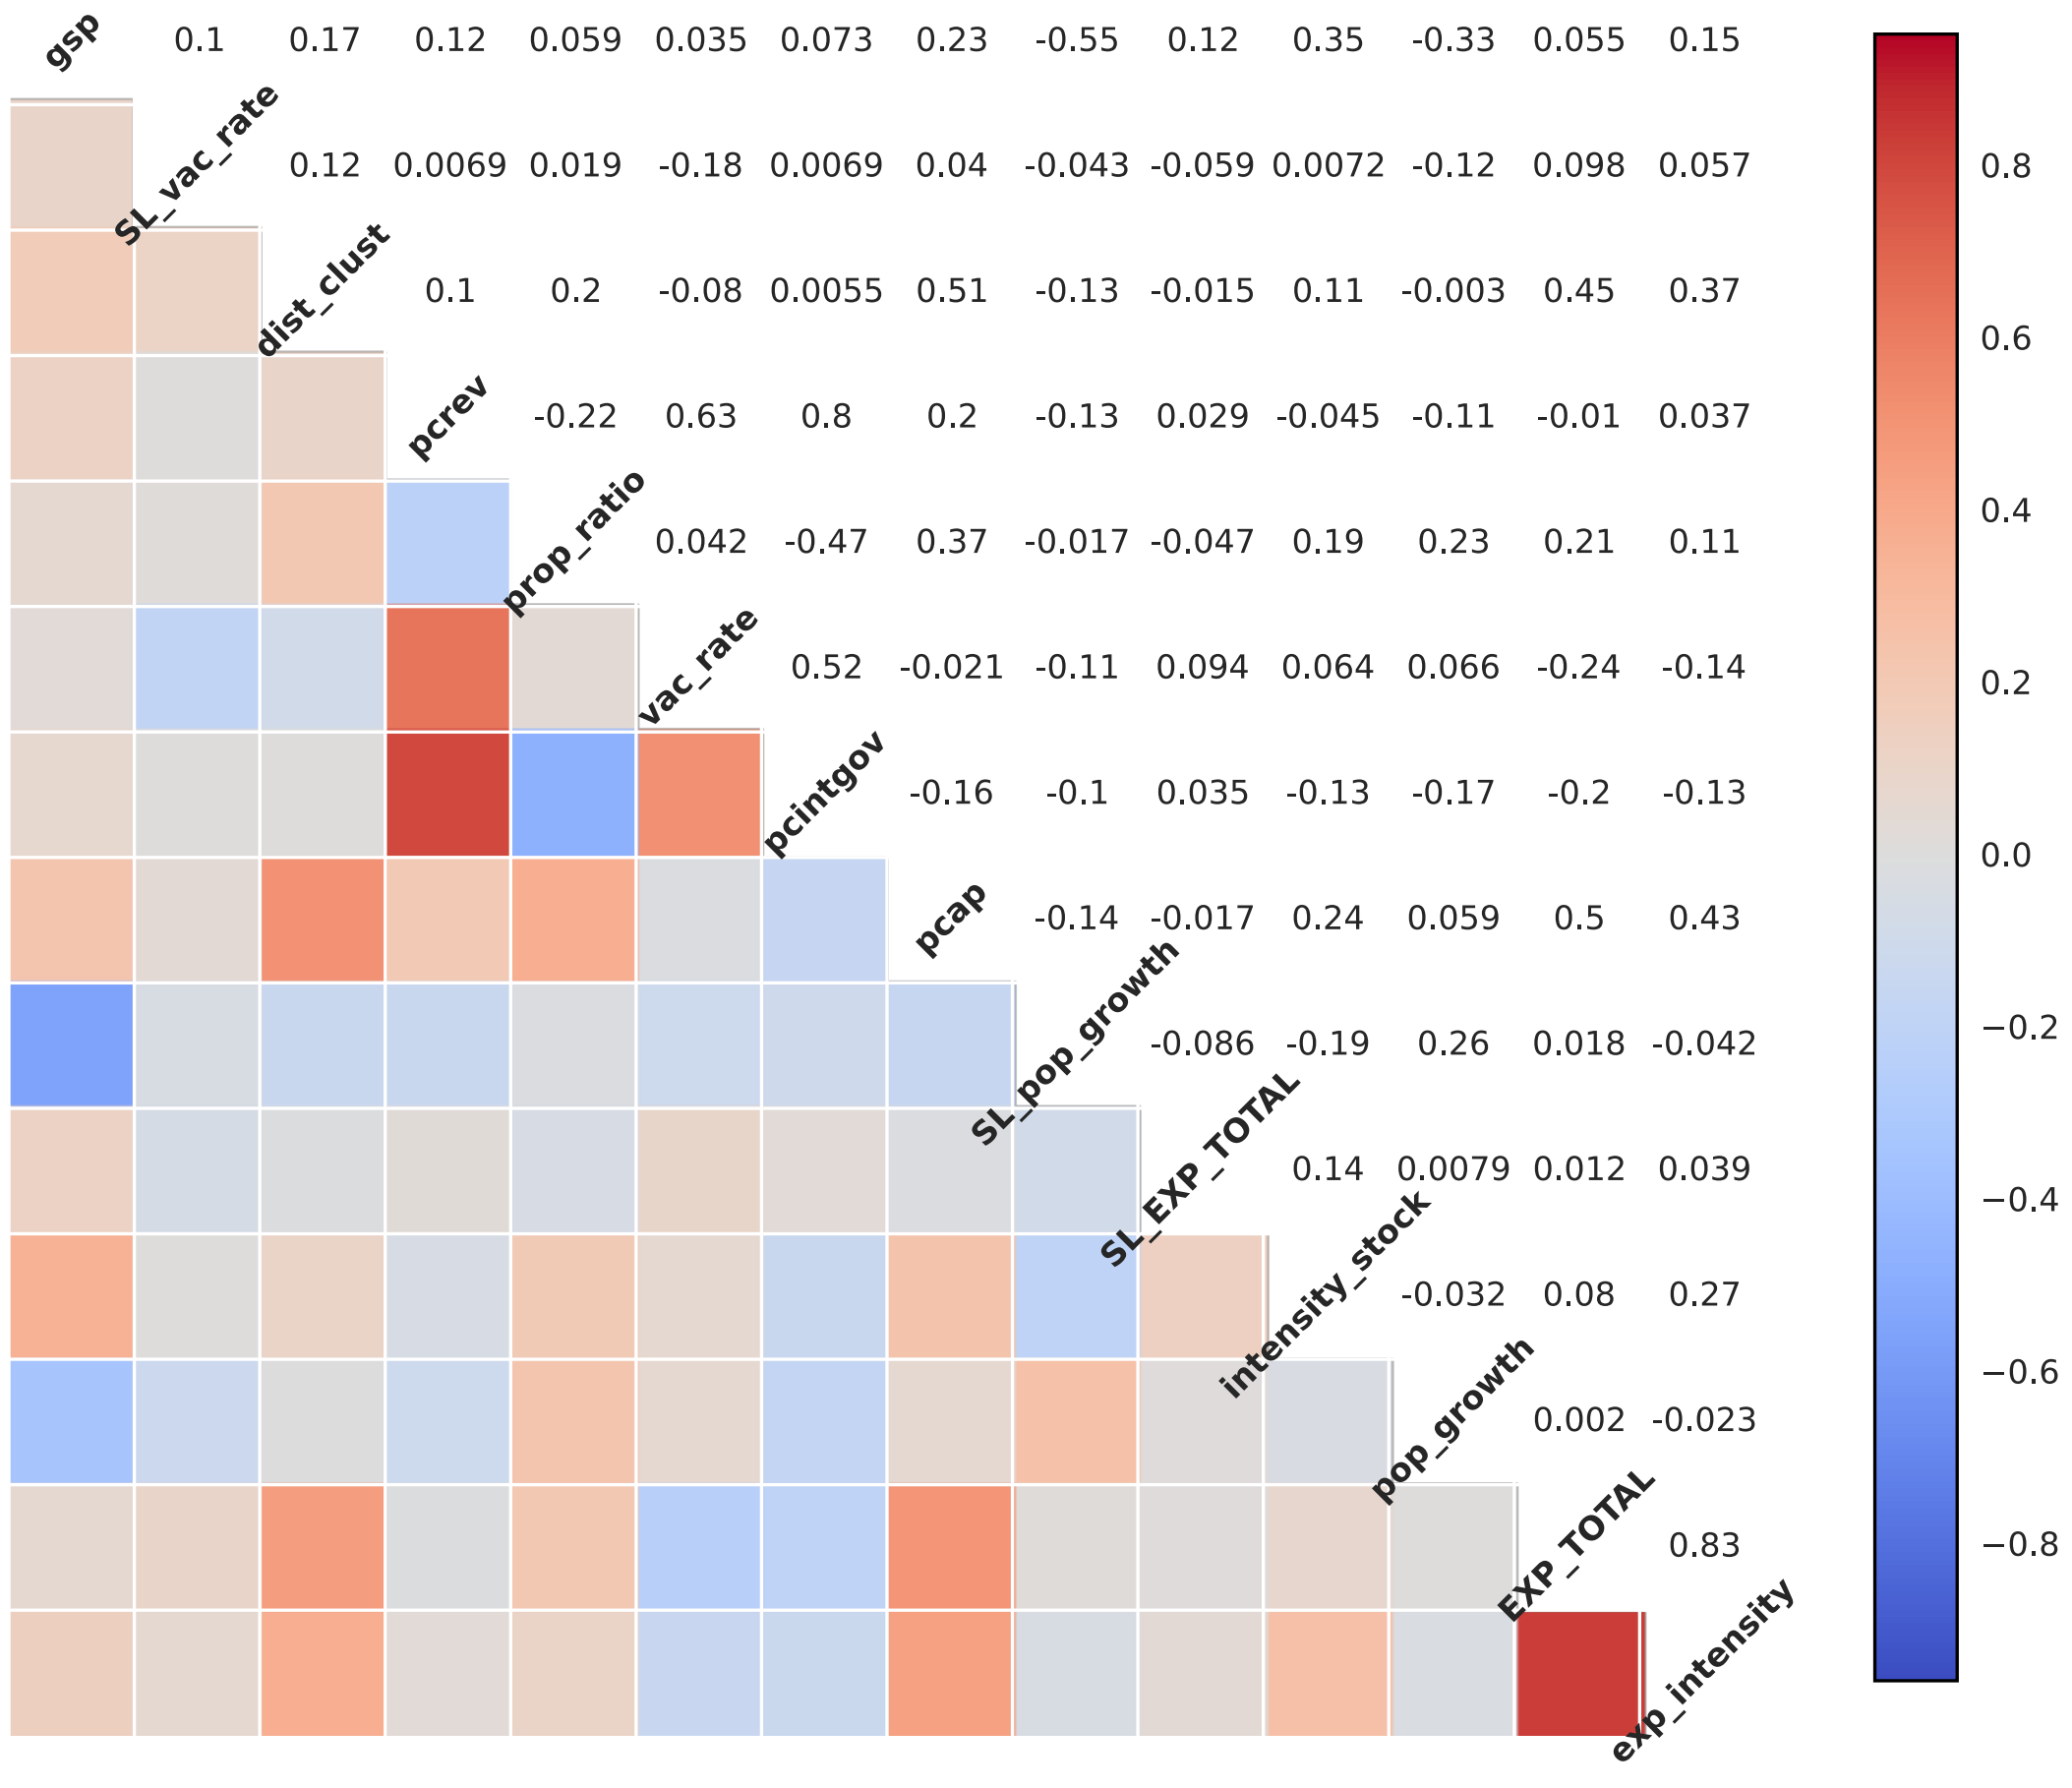 gsp 0.1 0.17 0.12 0.059 0.035 0.073 0.23 -0.55 0.12 0.35 -0.33 0.055 0.15
SL_vac_rate 0.12 0.0069 0.019 -0.18 0.0069 0.04 -0.043 -0.059 0.0072 -0.12 0.098 0.057
dist_clust 0.1 0.2 -0.08 0.0055 0.51 -0.13 -0.015 0.11 -0.003 0.45 0.37
pcrev -0.22 0.63 0.8 0.2 -0.13 0.029 -0.045 -0.11 -0.01 0.037
prop_ratio 0.042 -0.47 0.37 -0.017 -0.047 0.19 0.23 0.21 0.11
vac_rate 0.52 -0.021 -0.11 0.094 0.064 0.066 -0.24 -0.14
pcintgov -0.16 -0.1 0.035 -0.13 -0.17 -0.2 -0.13
pcap -0.14 -0.017 0.24 0.059 0.5 0.43
SL_pop_growth -0.086 -0.19 0.26 0.018 -0.042
SL_EXP_TOTAL 0.14 0.0079 0.012 0.039
intensity_stock -0.032 0.08 0.27
pop_growth 0.002 -0.023
EXP_TOTAL 0.83
exp_intensity
0.8
0.6
0.4
0.2
0.0
−0.2
−0.4
−0.6
−0.8